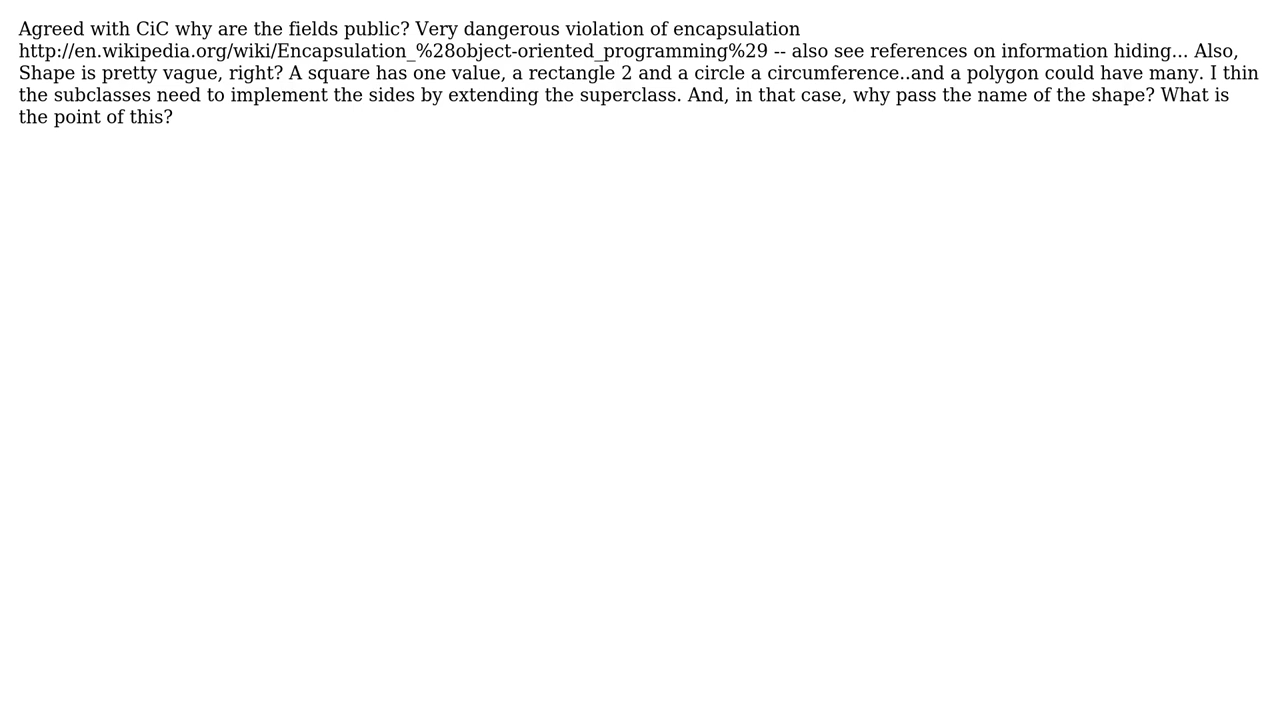 Agreed with CiC why are the fields public? Very dangerous violation of encapsulation
http://en.wikipedia.org/wiki/Encapsulation_%28object-oriented_programming%29 -- also see references on information hiding... Also,
Shape is pretty vague, right? A square has one value, a rectangle 2 and a circle a circumference..and a polygon could have many. I thin
the subclasses need to implement the sides by extending the superclass. And, in that case, why pass the name of the shape? What is
the point of this?